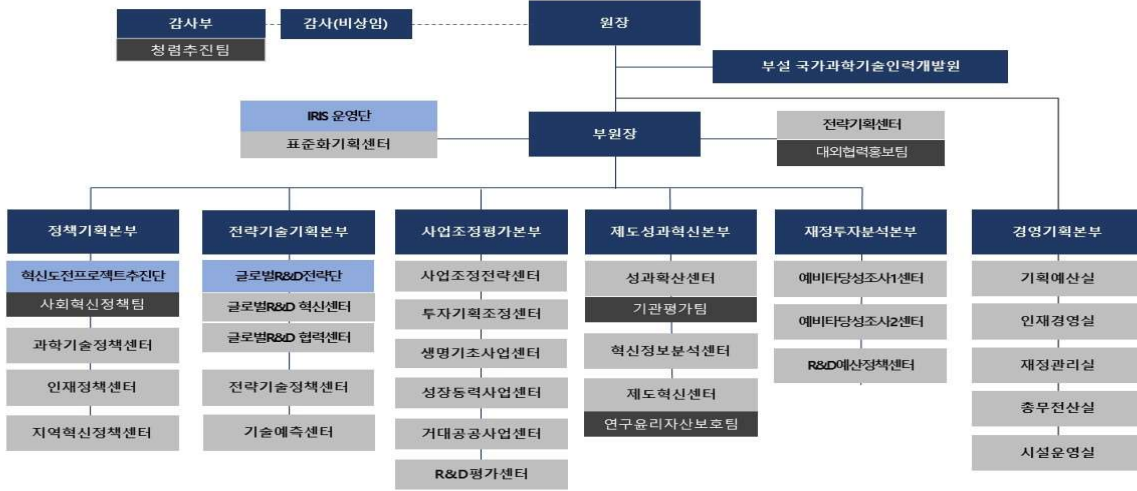 감사부
청렴추진팀
감사(비상임)
원장
부설 국가과학기술인력개발원
IRIS 운영단
표준화기획센터
부원장
전략기획센터
대외협력홍보팀
정책기획본부
혁신도전프로젝트추진단
사회혁신정책팀
과학기술정책센터
인재정책센터
지역혁신정책센터
전략기술기획본부
글로벌R&D전략단
글로벌R&D 혁신센터
글로벌R&D 협력센터
전략기술정책센터
기술예측센터
사업조정평가본부
사업조정전략센터
투자기획조정센터
생명기초사업센터
성장동력사업센터
거대공공사업센터
R&D평가센터
제도성과혁신본부
성과확산센터
기관평가팀
혁신정보분석센터
제도혁신센터
연구윤리자산보호팀
재정투자분석본부
예비타당성조사1센터
예비타당성조사2센터
R&D예산정책센터
경영기획본부
기획예산실
인재경영실
재정관리실
총무전산실
시설운영실